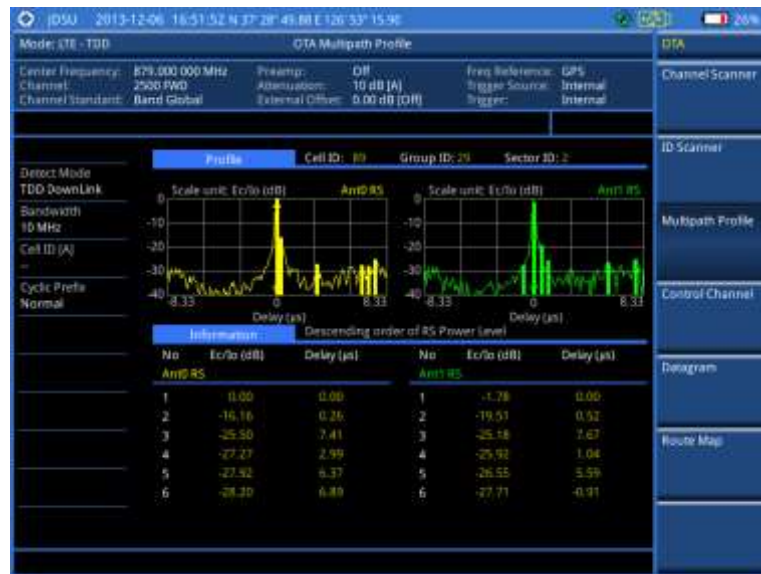 JDSU 2013-12-06 16:51:52 N 37° 28' 49.88 E 126° 53' 15.90 26%
Mode: LTE - TDD OTA Multipath Profile OTA
Center Frequency: 879.000 000 MHz Preamp: Off Freq Reference: GPS
Channel: 2500 FWD Attenuation: 10 dB [A] Trigger Source: Internal
Channel Standard: Band Global External Offset: 0.00 dB [Off] Trigger: Internal
Channel Scanner
ID Scanner
Multipath Profile
Control Channel
Datagram
Route Map
Detect Mode
TDD DownLink
Bandwidth
10 MHz
Cell ID [A]
--
Cyclic Prefix
Normal
Profile Cell ID: 89 Group ID: 29 Sector ID: 2
Scale unit: Ec/Io (dB) Ant0 RS
0
-10
-20
-30
-40
-8.33 0 8.33
Delay (μs)
Scale unit: Ec/Io (dB) Ant1 RS
0
-10
-20
-30
-40
-8.33 0 8.33
Delay (μs)
Information Descending order of RS Power Level
No Ec/Io (dB) Delay (μs) No Ec/Io (dB) Delay (μs)
Ant0 RS Ant1 RS
1 0.00 0.00 1 -1.78 0.00
2 -16.16 0.26 2 -19.51 0.52
3 -25.50 7.41 3 -25.18 7.67
4 -27.27 2.99 4 -25.92 1.04
5 -27.92 6.37 5 -26.55 5.59
6 -28.20 6.89 6 -27.71 -0.91